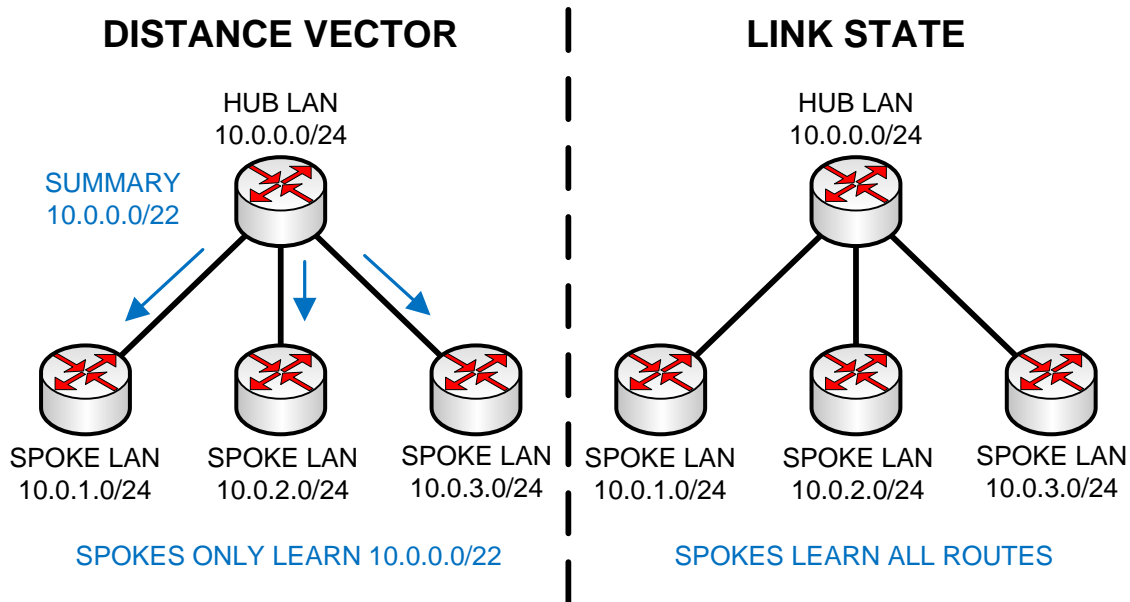 DISTANCE VECTOR
HUB LAN
10.0.0.0/24
SUMMARY
10.0.0.0/22
SPOKE LAN
10.0.1.0/24
SPOKE LAN
10.0.2.0/24
SPOKE LAN
10.0.3.0/24
SPOKES ONLY LEARN 10.0.0.0/22
LINK STATE
HUB LAN
10.0.0.0/24
SPOKE LAN
10.0.1.0/24
SPOKE LAN
10.0.2.0/24
SPOKE LAN
10.0.3.0/24
SPOKES LEARN ALL ROUTES